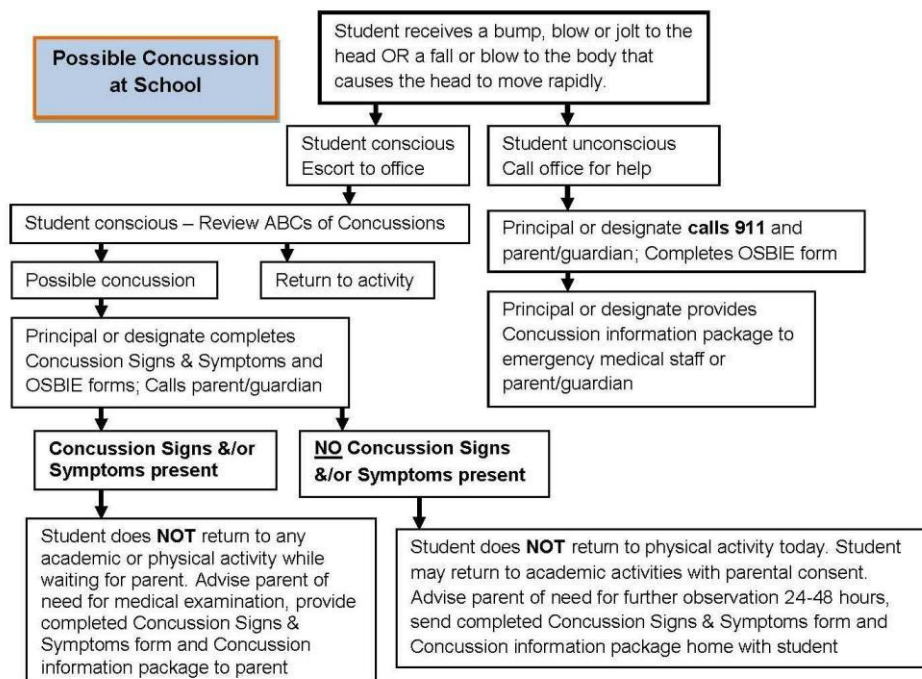 Possible Concussion
at School
Student receives a bump, blow or jolt to the
head OR a fall or blow to the body that
causes the head to move rapidly.
Student conscious
Escort to office
Student unconscious
Call office for help
Student conscious – Review ABCs of Concussions
Principal or designate calls 911 and
parent/guardian; Completes OSBIE form
Possible concussion
Return to activity
Principal or designate provides
Concussion information package to
emergency medical staff or
parent/guardian
Principal or designate completes
Concussion Signs & Symptoms and
OSBIE forms; Calls parent/guardian
Concussion Signs &/or
Symptoms present
NO Concussion Signs
&/or Symptoms present
Student does NOT return to any
academic or physical activity while
waiting for parent. Advise parent of
need for medical examination, provide
completed Concussion Signs &
Symptoms form and Concussion
information package to parent
Student does NOT return to physical activity today. Student
may return to academic activities with parental consent.
Advise parent of need for further observation 24-48 hours,
send completed Concussion Signs & Symptoms form and
Concussion information package home with student